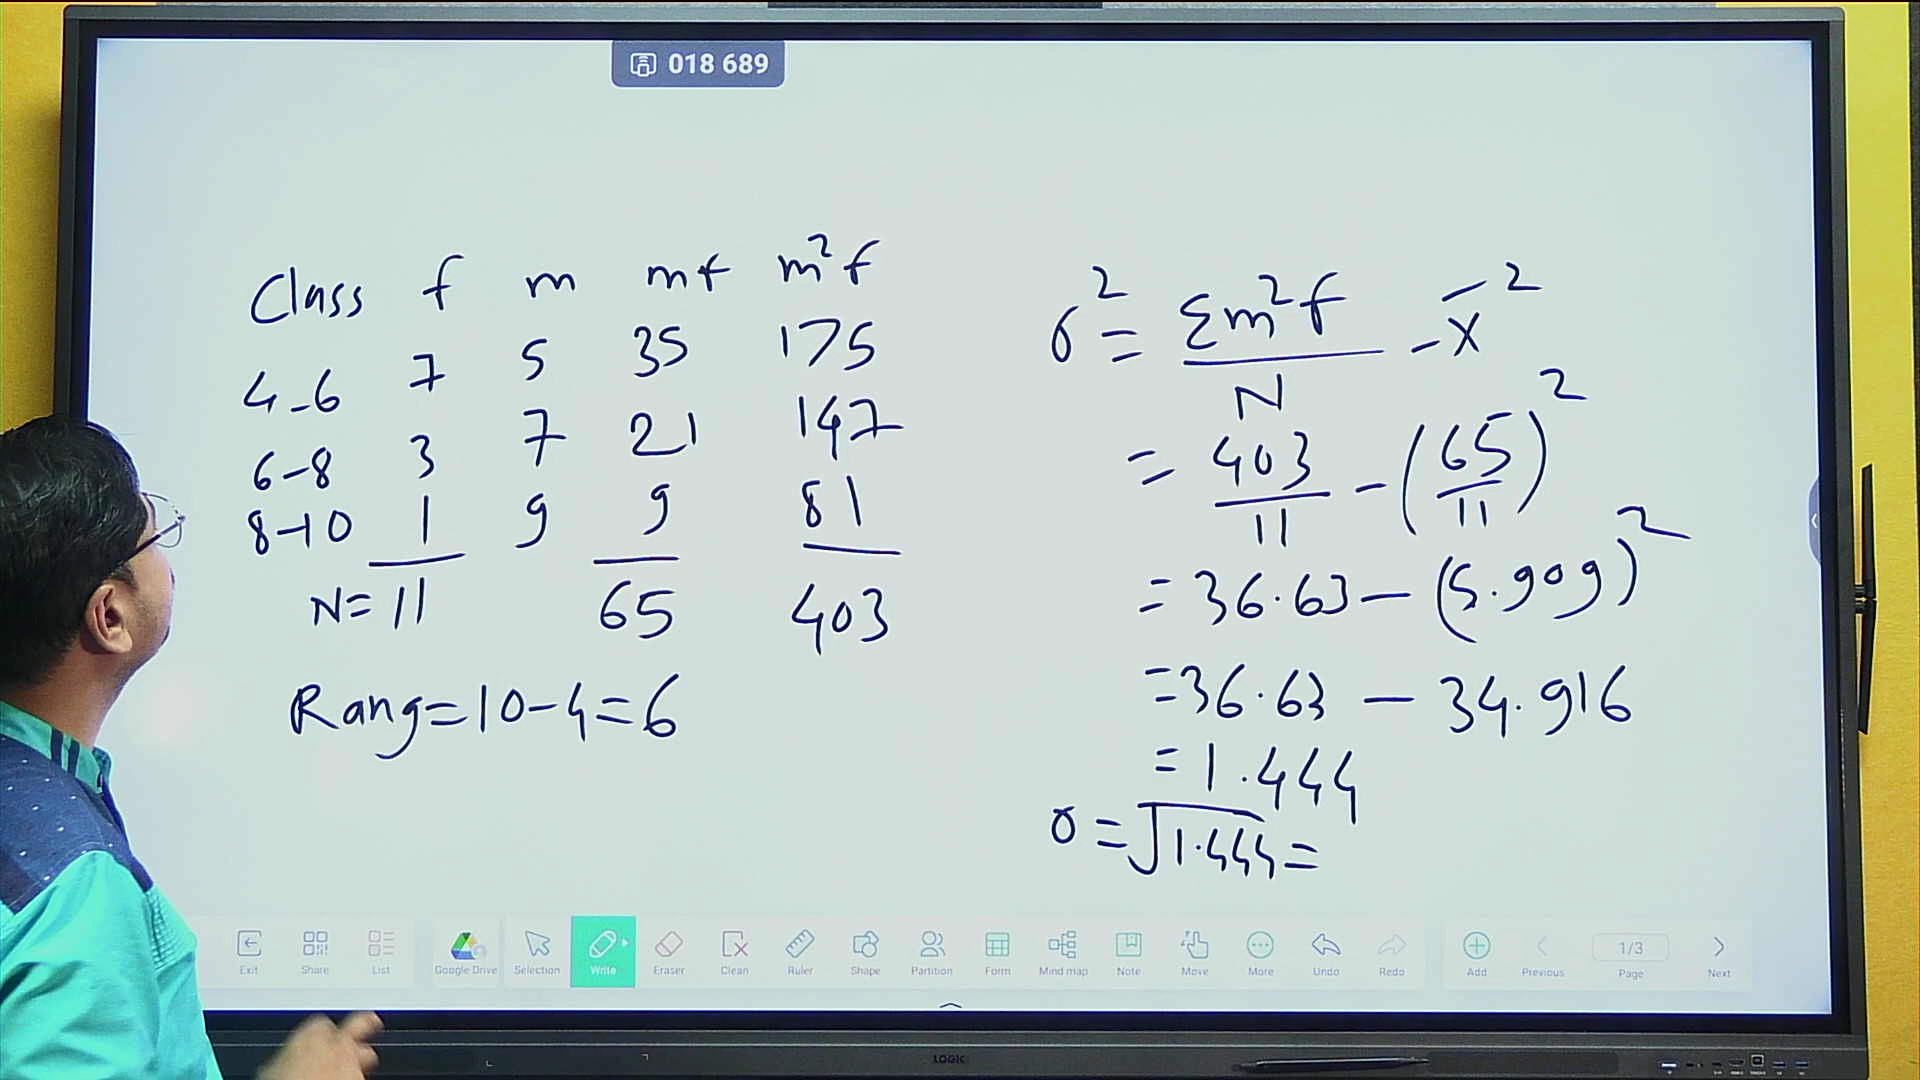 018 689
Class f m mf m²f
4-6 7 5 35 175
6-8 3 7 21 147
8-10 1 9 9 81
N=11 65 403
Rang=10-4=6
σ² = Σm²f/N - x̄²
= 403/11 - (65/11)²
= 36.63 - (5.909)²
= 36.63 - 34.916
= 1.444
σ = √1.444 =
Exit Share List Google Drive Selection Write Eraser Clean Ruler Shape Partition Form Mind map Note Move More Undo Redo Add Previous 1/3 Page Next
LOGIC